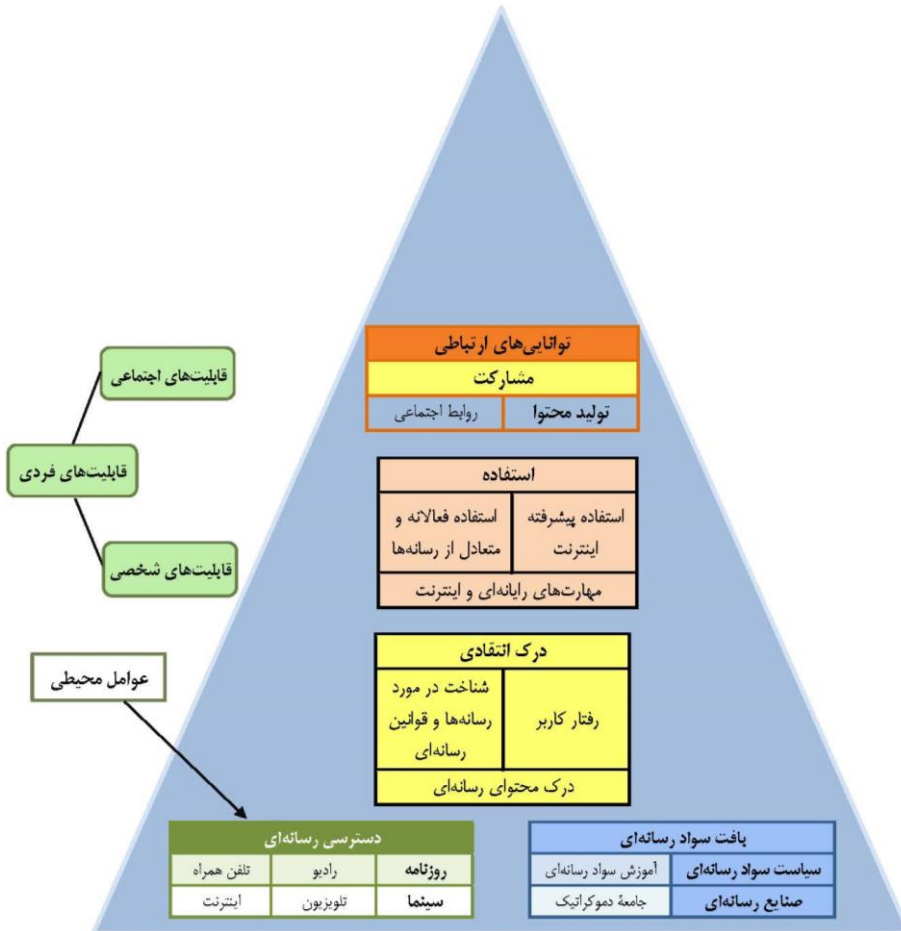 توانایی‌های ارتباطی
مشارکت
تولید محتوا
روابط اجتماعی
قابلیت‌های اجتماعی
قابلیت‌های فردی
قابلیت‌های شخصی
استفاده
استفاده پیشرفته
اینترنت
استفاده فعالانه و
متعادل از رسانه‌ها
مهارت‌های رایانه‌ای و اینترنت
درک انتقادی
رفتار کاربر
شناخت در مورد
رسانه‌ها و قوانین
رسانه‌ای
درک محتوای رسانه‌ای
عوامل محیطی
بافت سواد رسانه‌ای
سیاست سواد رسانه‌ای
آموزش سواد رسانه‌ای
صنایع رسانه‌ای
جامعۀ دموکراتیک
دسترسی رسانه‌ای
روزنامه
رادیو
تلفن همراه
سینما
تلویزیون
اینترنت